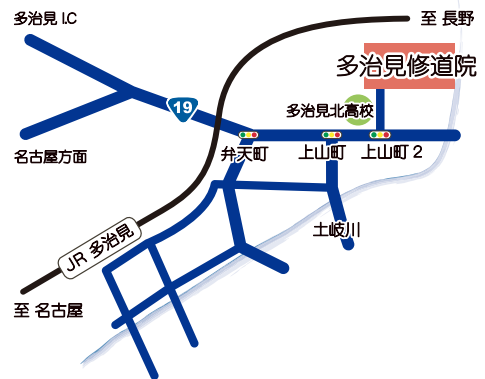 多治見 I.C
至 長野
多治見修道院
19
多治見北高校
名古屋方面
弁天町
上山町
上山町 2
土岐川
JR 多治見
至 名古屋